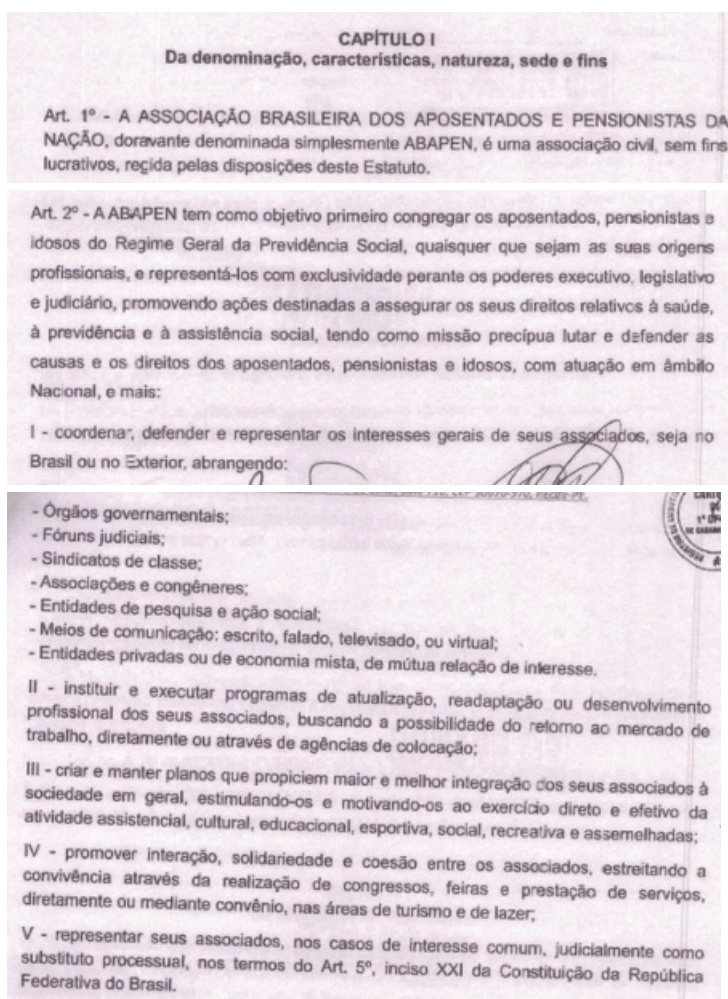 CAPÍTULO I
Da denominação, características, natureza, sede e fins
Art. 1º - A ASSOCIAÇÃO BRASILEIRA DOS APOSENTADOS E PENSIONISTAS DA
NAÇÃO, doravante denominada simplesmente ABAPEN, é uma associação civil, sem fins
lucrativos, regida pelas disposições deste Estatuto.
Art. 2º - A ABAPEN tem como objetivo primeiro congregar os aposentados, pensionistas e
idosos do Regime Geral da Previdência Social, quaisquer que sejam as suas origens
profissionais, e representá-los com exclusividade perante os poderes executivo, legislativo
e judiciário, promovendo ações destinadas a assegurar os seus direitos relativos à saúde,
à previdência e à assistência social, tendo como missão precípua lutar e defender as
causas e os direitos dos aposentados, pensionistas e idosos, com atuação em âmbito
Nacional, e mais:
I - coordenar, defender e representar os interesses gerais de seus associados, seja no
Brasil ou no Exterior, abrangendo:
- Órgãos governamentais;
- Fóruns judiciais;
- Sindicatos de classe;
- Associações e congêneres;
- Entidades de pesquisa e ação social;
- Meios de comunicação: escrito, falado, televisado, ou virtual;
- Entidades privadas ou de economia mista, de mútua relação de interesse.
II - instituir e executar programas de atualização, readaptação ou desenvolvimento
profissional dos seus associados, buscando a possibilidade do retorno ao mercado de
trabalho, diretamente ou através de agências de colocação;
III - criar e manter planos que propiciem maior e melhor integração dos seus associados à
sociedade em geral, estimulando-os e motivando-os ao exercício direto e efetivo da
atividade assistencial, cultural, educacional, esportiva, social, recreativa e assemelhadas;
IV - promover interação, solidariedade e coesão entre os associados, estreitando a
convivência através da realização de congressos, feiras e prestação de serviços,
diretamente ou mediante convênio, nas áreas de turismo e de lazer;
V - representar seus associados, nos casos de interesse comum, judicialmente como
substituto processual, nos termos do Art. 5º, inciso XXI da Constituição da República
Federativa do Brasil.